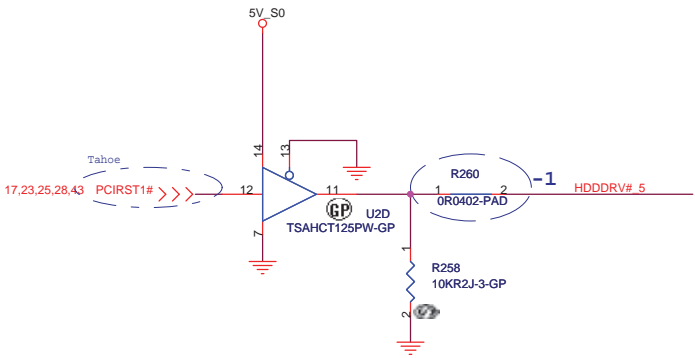 5V_S0
14
13
Tahoe
17,23,25,28,43 PCIRST1#
12
11
7
GP
U2D
TSAHCT125PW-GP
R260
1
2
0R0402-PAD
-1
HDDDRV#_5
1
R258
10KR2J-3-GP
2